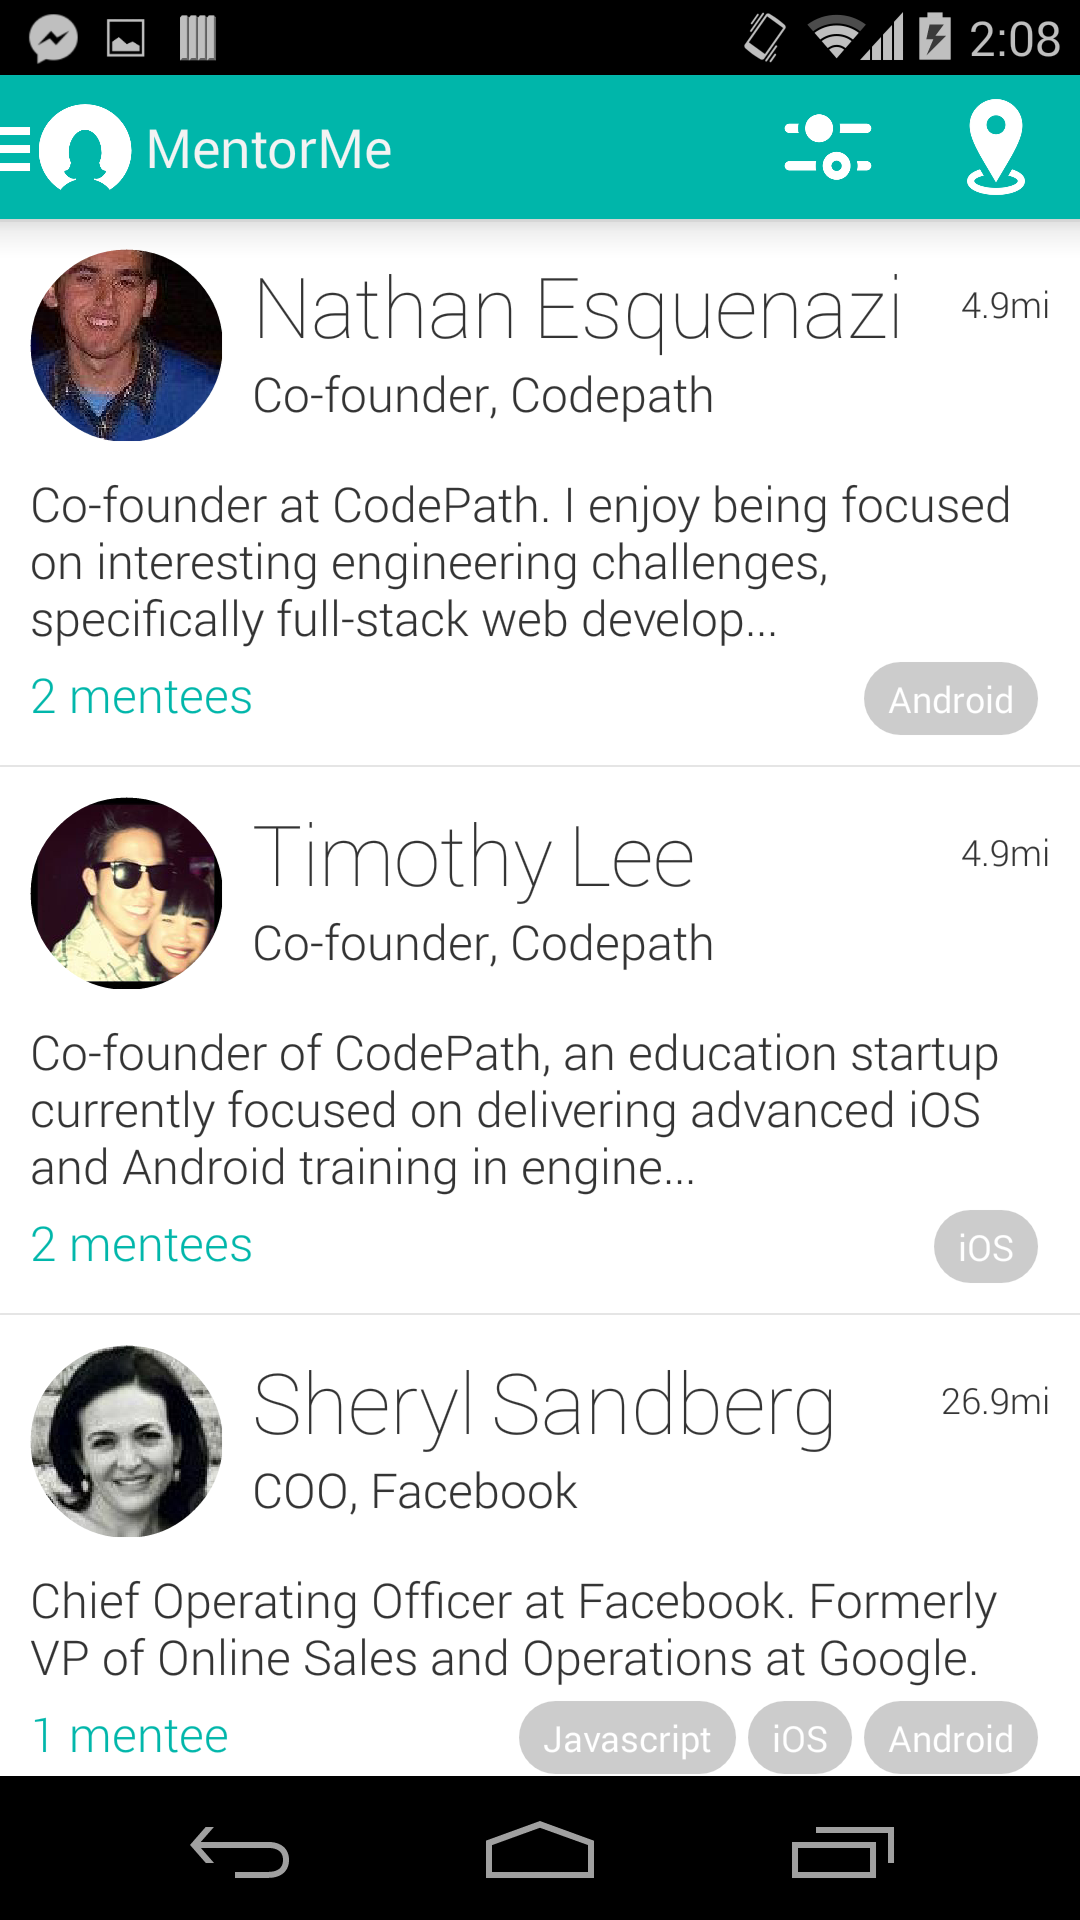 2:08
MentorMe
Nathan Esquenazi
4.9mi
Co-founder, Codepath
Co-founder at CodePath. I enjoy being focused
on interesting engineering challenges,
specifically full-stack web develop...
2 mentees
Android
Timothy Lee
4.9mi
Co-founder, Codepath
Co-founder of CodePath, an education startup
currently focused on delivering advanced iOS
and Android training in engine...
2 mentees
iOS
Sheryl Sandberg
26.9mi
COO, Facebook
Chief Operating Officer at Facebook. Formerly
VP of Online Sales and Operations at Google.
1 mentee
Javascript iOS Android